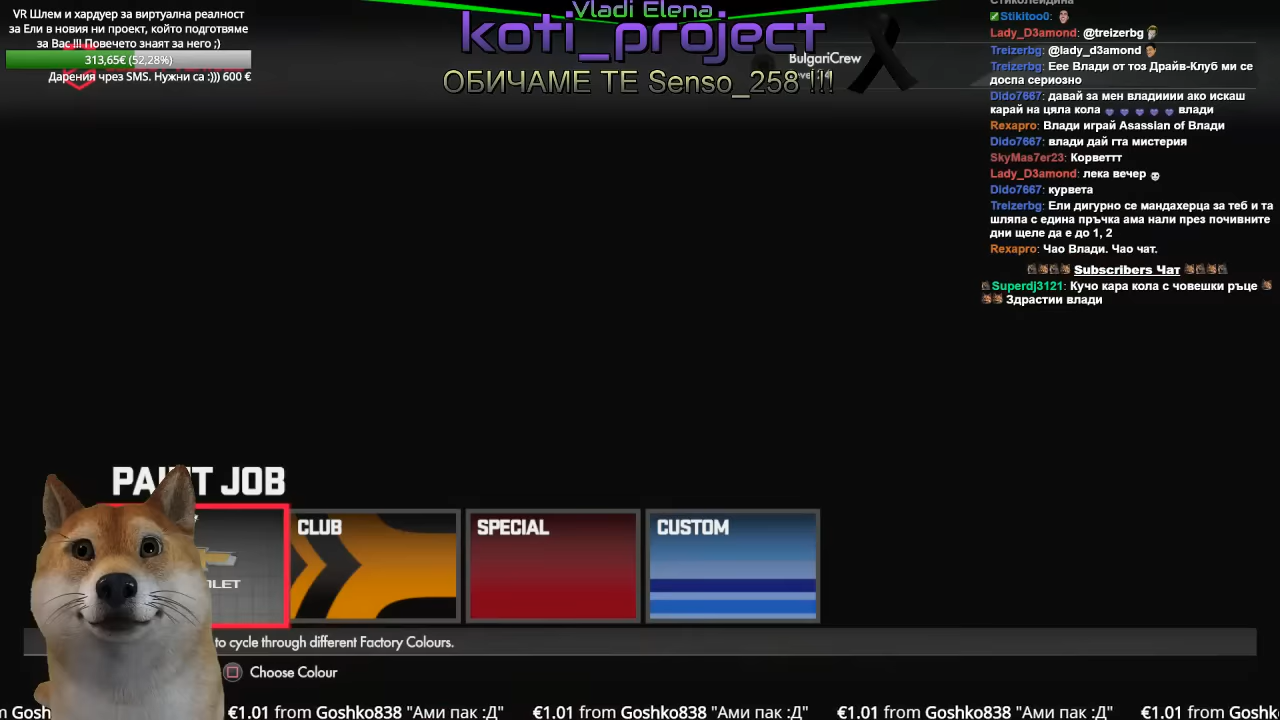 VR Шлем и хардуер за виртуална реалност
за Ели в новия ни проект, който подготвяме
за Вас !!! Повечето знаят за него ;)
313,65€ (52,28%)
Дарения чрез SMS. Нужни са :))) 600 €
Vladi Elena
koti_project
ОБИЧАМЕ ТЕ Senso_258 !!!
BulgariCrew
Stikitoo0:
Lady_D3amond: @treizerbg
Treizerbg: @lady_d3amond
Treizerbg: Еее Влади от тоз Драйв-Клуб ми се
доспа сериозно
Dido7667: давай за мен владииии ако искаш
карай на цяла кола 💜 💜 💜 💜 💜 влади
Rexapro: Влади играй Asassian of Влади
Dido7667: влади дай гта мистерия
SkyMas7er23: Корветтт
Lady_D3amond: лека вечер
Dido7667: курвета
Treizerbg: Ели дигурно се мандахерца за теб и та
шляпа с едина пръчка ама нали през почивните
дни щеле да е до 1, 2
Rexapro: Чао Влади. Чао чат.
Subscribers Чат
Superdj3121: Кучо кара кола с човешки ръце
Здрастии влади
JOB
CLUB
SPECIAL
CUSTOM
to cycle through different Factory Colours.
Choose Colour
m Gosh €1.01 from Goshko838 "Ами пак :Д" €1.01 from Goshko838 "Ами пак :Д" €1.01 from Goshko838 "Ами пак :Д" €1.01 from Goshko